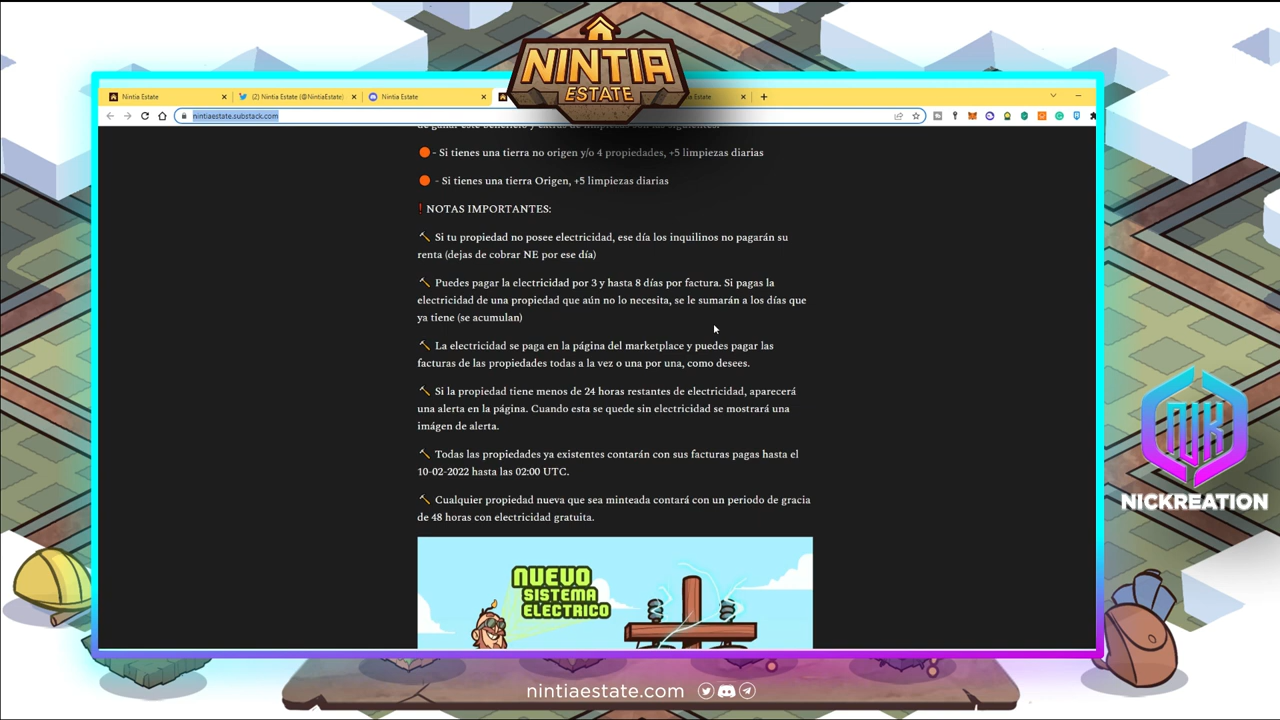 NINTIA
ESTATE
Nintia Estate
(2) Nintia Estate (@NintiaEstate)
Nintia Estate
Estate
nintiaestate.substack.com
- Si tienes una tierra no origen y/o 4 propiedades, +5 limpiezas diarias
- Si tienes una tierra Origen, +5 limpiezas diarias
❗NOTAS IMPORTANTES:
Si tu propiedad no posee electricidad, ese día los inquilinos no pagarán su
renta (dejas de cobrar NE por ese día)
Puedes pagar la electricidad por 3 y hasta 8 días por factura. Si pagas la
electricidad de una propiedad que aún no lo necesita, se le sumarán a los días que
ya tiene (se acumulan)
La electricidad se paga en la página del marketplace y puedes pagar las
facturas de las propiedades todas a la vez o una por una, como desees.
Si la propiedad tiene menos de 24 horas restantes de electricidad, aparecerá
una alerta en la página. Cuando esta se quede sin electricidad se mostrará una
imágen de alerta.
Todas las propiedades ya existentes contarán con sus facturas pagas hasta el
10-02-2022 hasta las 02:00 UTC.
Cualquier propiedad nueva que sea minteada contará con un periodo de gracia
de 48 horas con electricidad gratuita.
NUEVO
SISTEMA
ELECTRICO
NIK
NICKREATION
nintiaestate.com